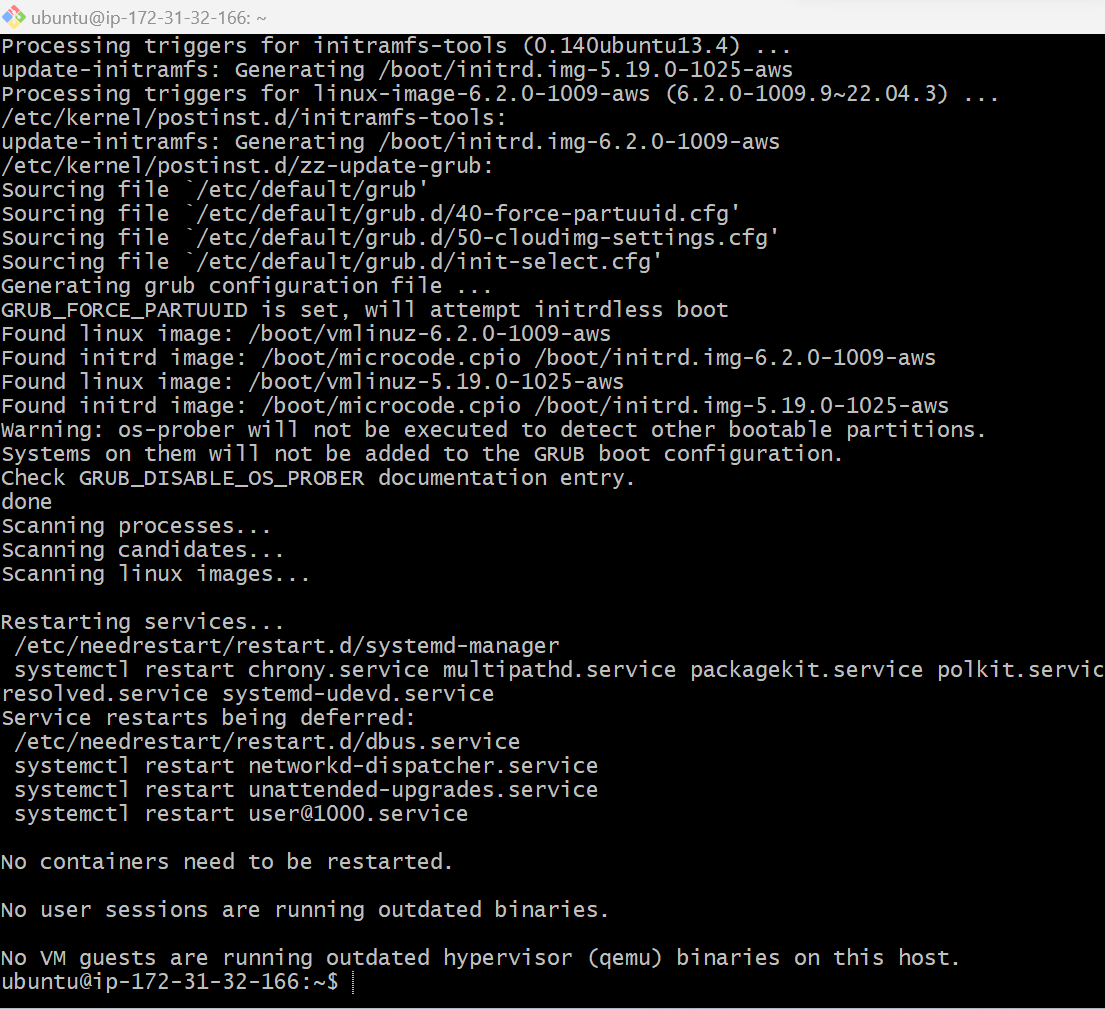 ubuntu@ip-172-31-32-166: ~
Processing triggers for initramfs-tools (0.140ubuntu13.4) ...
update-initramfs: Generating /boot/initrd.img-5.19.0-1025-aws
Processing triggers for linux-image-6.2.0-1009-aws (6.2.0-1009.9~22.04.3) ...
/etc/kernel/postinst.d/initramfs-tools:
update-initramfs: Generating /boot/initrd.img-6.2.0-1009-aws
/etc/kernel/postinst.d/zz-update-grub:
Sourcing file `/etc/default/grub'
Sourcing file `/etc/default/grub.d/40-force-partuuid.cfg'
Sourcing file `/etc/default/grub.d/50-cloudimg-settings.cfg'
Sourcing file `/etc/default/grub.d/init-select.cfg'
Generating grub configuration file ...
GRUB_FORCE_PARTUUID is set, will attempt initrdless boot
Found linux image: /boot/vmlinuz-6.2.0-1009-aws
Found initrd image: /boot/microcode.cpio /boot/initrd.img-6.2.0-1009-aws
Found linux image: /boot/vmlinuz-5.19.0-1025-aws
Found initrd image: /boot/microcode.cpio /boot/initrd.img-5.19.0-1025-aws
Warning: os-prober will not be executed to detect other bootable partitions.
Systems on them will not be added to the GRUB boot configuration.
Check GRUB_DISABLE_OS_PROBER documentation entry.
done
Scanning processes...
Scanning candidates...
Scanning linux images...
Restarting services...
 /etc/needrestart/restart.d/systemd-manager
 systemctl restart chrony.service multipathd.service packagekit.service polkit.servic
resolved.service systemd-udevd.service
Service restarts being deferred:
 /etc/needrestart/restart.d/dbus.service
 systemctl restart networkd-dispatcher.service
 systemctl restart unattended-upgrades.service
 systemctl restart user@1000.service
No containers need to be restarted.
No user sessions are running outdated binaries.
No VM guests are running outdated hypervisor (qemu) binaries on this host.
ubuntu@ip-172-31-32-166:~$